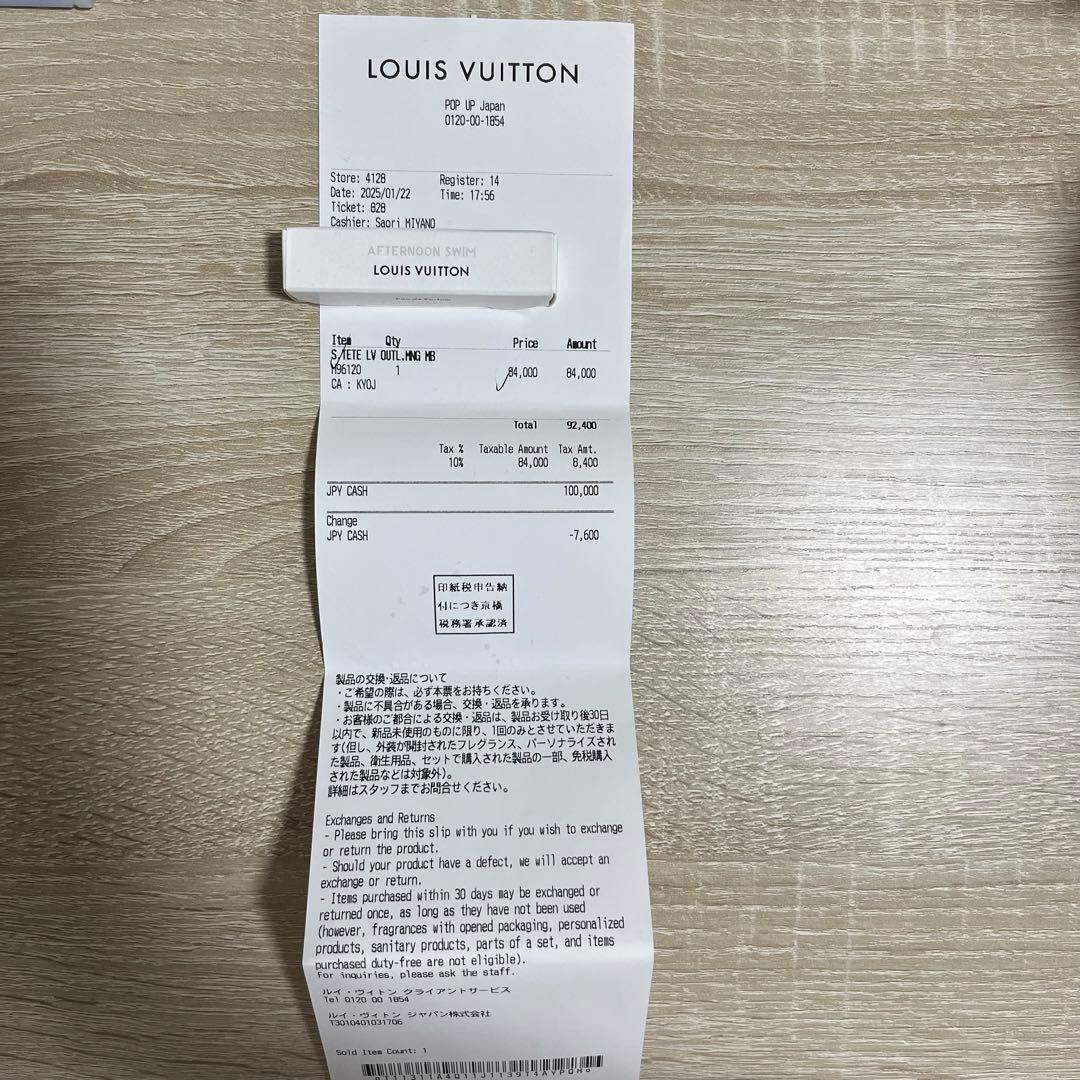 LOUIS VUITTON
POP UP Japan
0120-00-1854
Store: 4128 Register: 14
Date: 2025/01/22 Time: 17:56
Ticket: 828
Cashier: Saori MIYANO
AFTERNOON SWIM
LOUIS VUITTON
Item Qty Price Amount
S.TETE LV OUTL.MNG MB
M96120 1 84,000 84,000
CA : KYOJ
Total 92,400
Tax % Taxable Amount Tax Amt.
10% 84,000 8,400
JPY CASH 100,000
Change
JPY CASH -7,600
印紙税申告納
付につき京橋
税務署承認済
製品の交換・返品について
・ご希望の際は、必ず本票をお持ちください。
・製品に不具合がある場合、交換・返品を承ります。
・お客様のご都合による交換・返品は、製品お受け取り後30日
以内で、新品未使用のものに限り、1回のみとさせていただきま
す(但し、外装が開封されたフレグランス、パーソナライズされ
た製品、衛生用品、セットで購入された製品の一部、免税購入
された製品などは対象外)。
詳細はスタッフまでお問合せください。
Exchanges and Returns
- Please bring this slip with you if you wish to exchange
or return the product.
- Should your product have a defect, we will accept an
exchange or return.
- Items purchased within 30 days may be exchanged or
returned once, as long as they have not been used
(however, fragrances with opened packaging, personalized
products, sanitary products, parts of a set, and items
purchased duty-free are not eligible).
For inquiries, please ask the staff.
ルイ・ヴィトン クライアントサービス
Tel 0120 00 1854
ルイ・ヴィトン ジャパン株式会社
T3010401031706
Sold Item Count: 1